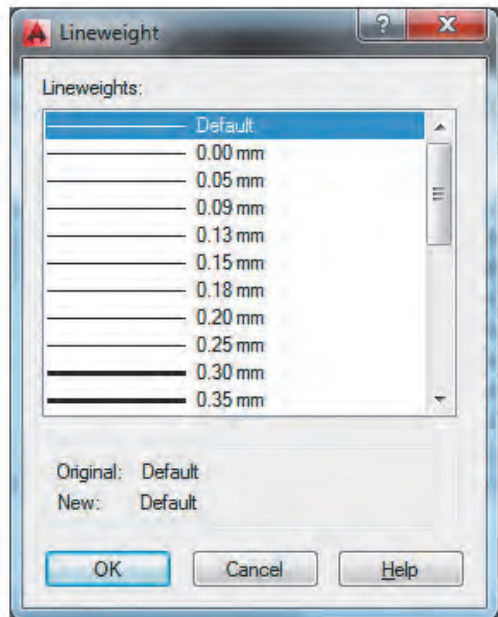 Lineweight
Lineweights:
Default
0.00 mm
0.05 mm
0.09 mm
0.13 mm
0.15 mm
0.18 mm
0.20 mm
0.25 mm
0.30 mm
0.35 mm
Original: Default
New: Default
OK Cancel Help